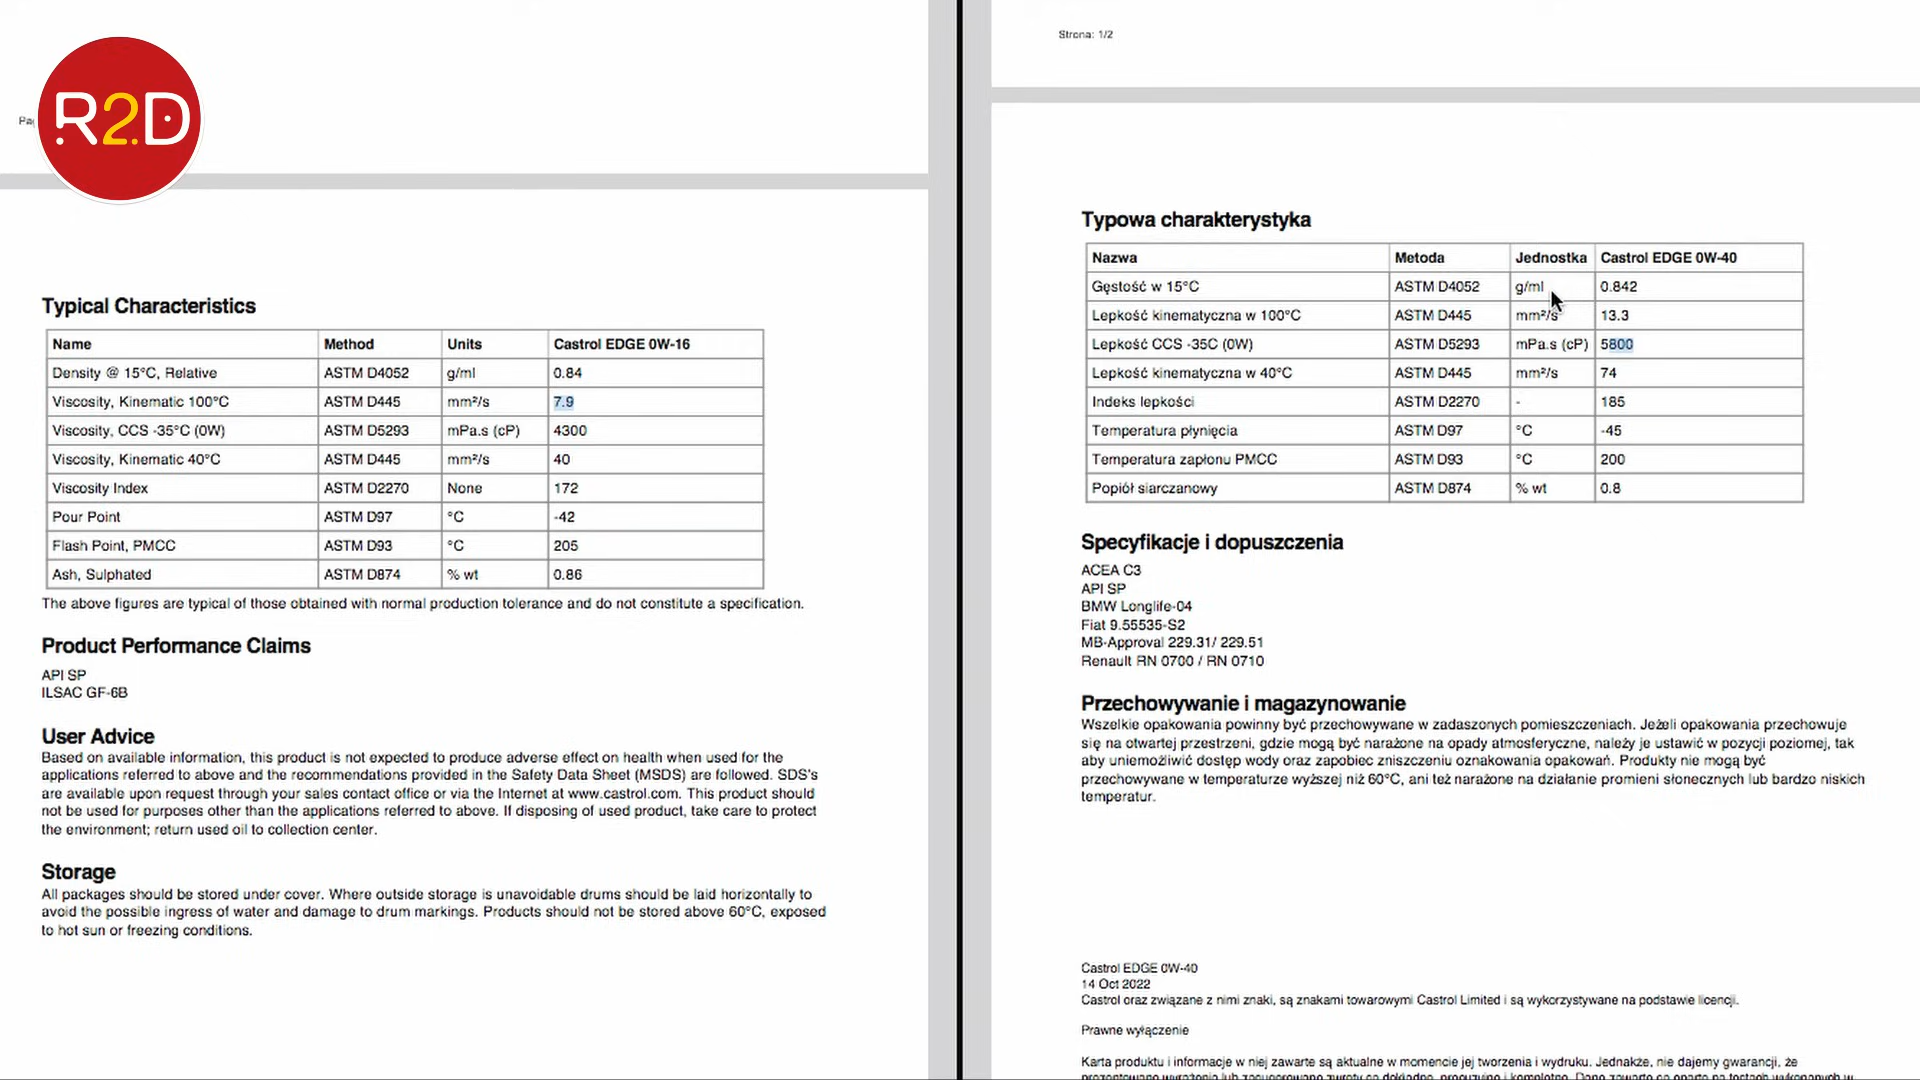 R2D
Typical Characteristics
Name Method Units Castrol EDGE 0W-16
Density @ 15°C, Relative ASTM D4052 g/ml 0.84
Viscosity, Kinematic 100°C ASTM D445 mm²/s 7.9
Viscosity, CCS -35°C (0W) ASTM D5293 mPa.s (cP) 4300
Viscosity, Kinematic 40°C ASTM D445 mm²/s 40
Viscosity Index ASTM D2270 None 172
Pour Point ASTM D97 °C -42
Flash Point, PMCC ASTM D93 °C 205
Ash, Sulphated ASTM D874 % wt 0.86
The above figures are typical of those obtained with normal production tolerance and do not constitute a specification.
Product Performance Claims
API SP
ILSAC GF-6B
User Advice
Based on available information, this product is not expected to produce adverse effect on health when used for the
applications referred to above and the recommendations provided in the Safety Data Sheet (MSDS) are followed. SDS's
are available upon request through your sales contact office or via the Internet at www.castrol.com. This product should
not be used for purposes other than the applications referred to above. If disposing of used product, take care to protect
the environment; return used oil to collection center.
Storage
All packages should be stored under cover. Where outside storage is unavoidable drums should be laid horizontally to
avoid the possible ingress of water and damage to drum markings. Products should not be stored above 60°C, exposed
to hot sun or freezing conditions.
Strona: 1/2
Typowa charakterystyka
Nazwa Metoda Jednostka Castrol EDGE 0W-40
Gęstość w 15°C ASTM D4052 g/ml 0.842
Lepkość kinematyczna w 100°C ASTM D445 mm²/s 13.3
Lepkość CCS -35C (0W) ASTM D5293 mPa.s (cP) 5800
Lepkość kinematyczna w 40°C ASTM D445 mm²/s 74
Indeks lepkości ASTM D2270 - 185
Temperatura płynięcia ASTM D97 °C -45
Temperatura zapłonu PMCC ASTM D93 °C 200
Popiół siarczanowy ASTM D874 % wt 0.8
Specyfikacje i dopuszczenia
ACEA C3
API SP
BMW Longlife-04
Fiat 9.55535-S2
MB-Approval 229.31/ 229.51
Renault RN 0700 / RN 0710
Przechowywanie i magazynowanie
Wszelkie opakowania powinny być przechowywane w zadaszonych pomieszczeniach. Jeżeli opakowania przechowuje
się na otwartej przestrzeni, gdzie mogą być narażone na opady atmosferyczne, należy je ustawić w pozycji poziomej, tak
aby uniemożliwić dostęp wody oraz zapobiec zniszczeniu oznakowania opakowań. Produkty nie mogą być
przechowywane w temperaturze wyższej niż 60°C, ani też narażone na działanie promieni słonecznych lub bardzo niskich
temperatur.
Castrol EDGE 0W-40
14 Oct 2022
Castrol oraz związane z nimi znaki, są znakami towarowymi Castrol Limited i są wykorzystywane na podstawie licencji.
Prawne wyłączenie
Karta produktu i informacje w niej zawarte są aktualne w momencie jej tworzenia i wydruku. Jednakże, nie dajemy gwarancji, że